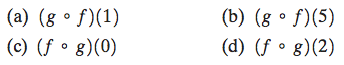 (a) (g ∘ f)(1) (b) (g ∘ f)(5)
(c) (f ∘ g)(0) (d) (f ∘ g)(2)